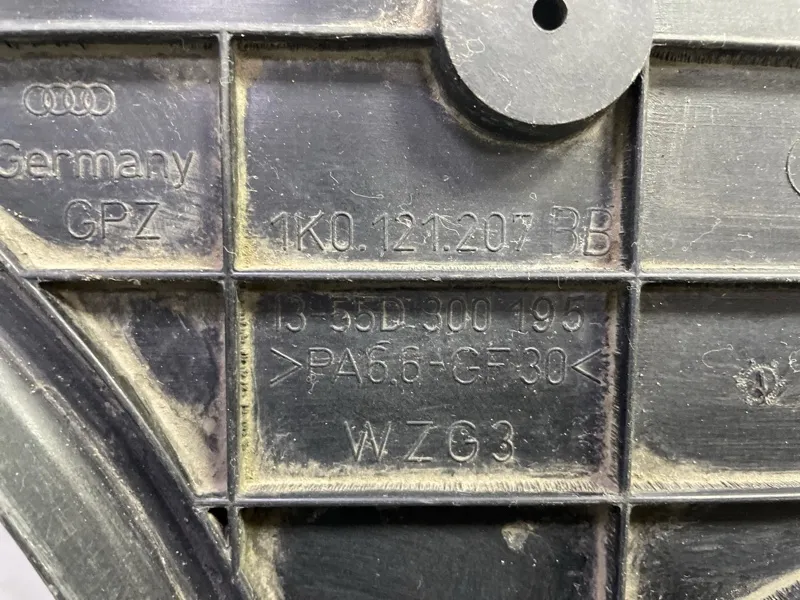 Germany
GPZ
1K0.121.207 BB
13-55D 300 195
>PA6.6-GF30<
WZG3